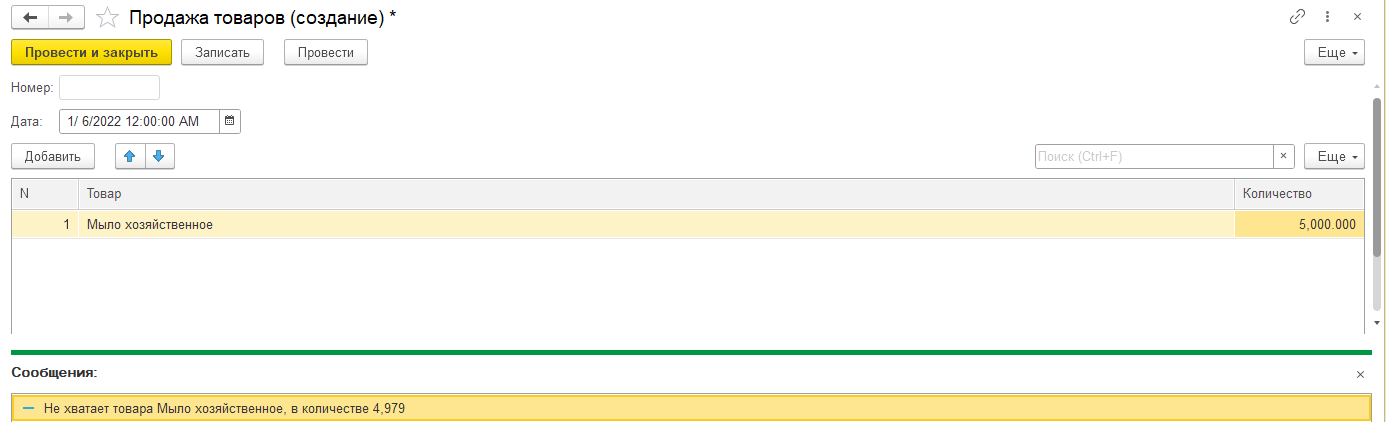 Продажа товаров (создание) *
Провести и закрыть Записать Провести Еще
Номер:
Дата: 1/ 6/2022 12:00:00 AM
Добавить Поиск (Ctrl+F) × Еще
N Товар Количество
1 Мыло хозяйственное 5,000.000
Сообщения:
Не хватает товара Мыло хозяйственное, в количестве 4,979